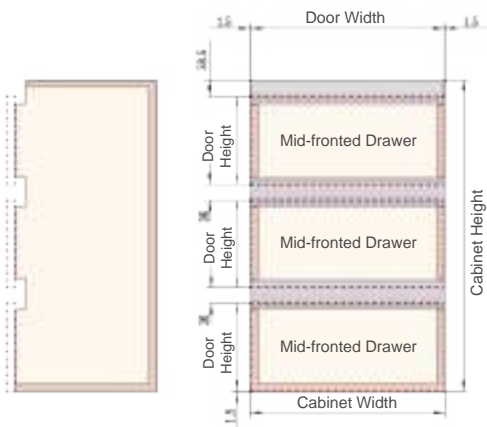 Door Width
1.5
1.5
Door
Height
Mid-fronted Drawer
Door
Height
Mid-fronted Drawer
Cabinet Height
Door
Height
Mid-fronted Drawer
Cabinet Width
1.5